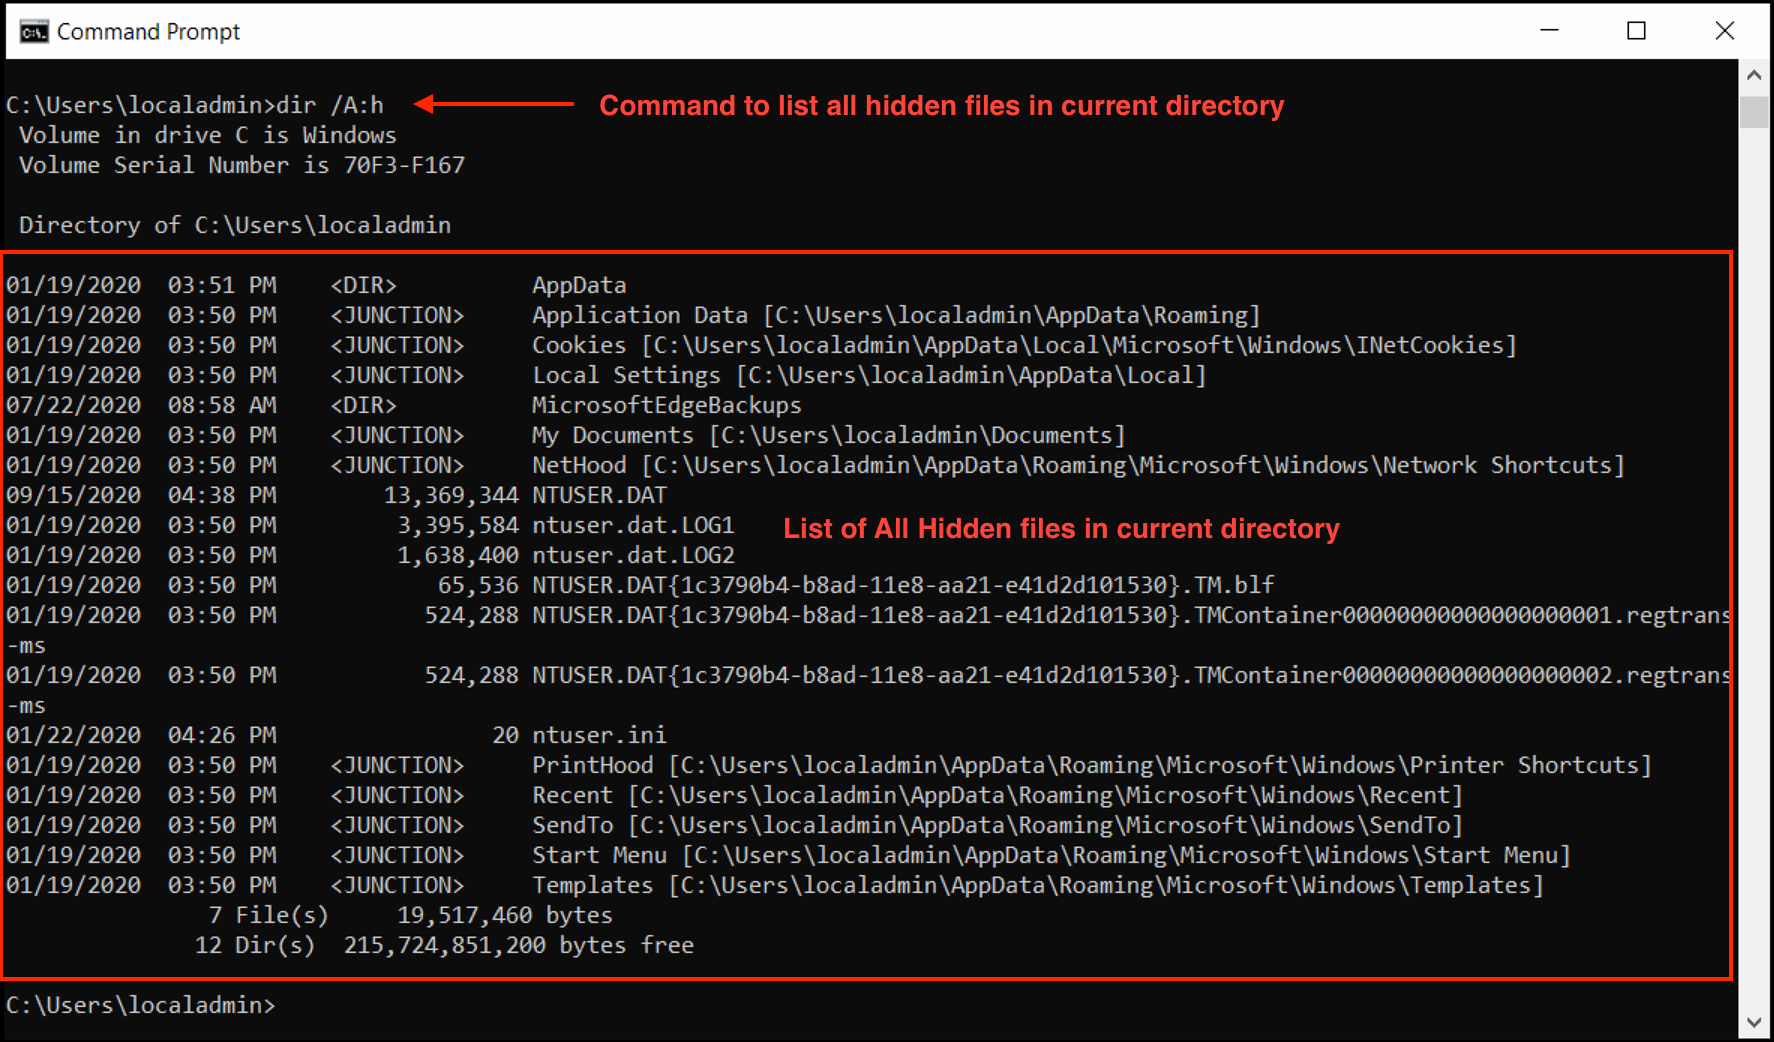 Command Prompt
C:\Users\localadmin>dir /A:h
Command to list all hidden files in current directory
 Volume in drive C is Windows
 Volume Serial Number is 70F3-F167
 Directory of C:\Users\localadmin
01/19/2020  03:51 PM    <DIR>          AppData
01/19/2020  03:50 PM    <JUNCTION>     Application Data [C:\Users\localadmin\AppData\Roaming]
01/19/2020  03:50 PM    <JUNCTION>     Cookies [C:\Users\localadmin\AppData\Local\Microsoft\Windows\INetCookies]
01/19/2020  03:50 PM    <JUNCTION>     Local Settings [C:\Users\localadmin\AppData\Local]
07/22/2020  08:58 AM    <DIR>          MicrosoftEdgeBackups
01/19/2020  03:50 PM    <JUNCTION>     My Documents [C:\Users\localadmin\Documents]
01/19/2020  03:50 PM    <JUNCTION>     NetHood [C:\Users\localadmin\AppData\Roaming\Microsoft\Windows\Network Shortcuts]
09/15/2020  04:38 PM        13,369,344 NTUSER.DAT
01/19/2020  03:50 PM         3,395,584 ntuser.dat.LOG1
List of All Hidden files in current directory
01/19/2020  03:50 PM         1,638,400 ntuser.dat.LOG2
01/19/2020  03:50 PM            65,536 NTUSER.DAT{1c3790b4-b8ad-11e8-aa21-e41d2d101530}.TM.blf
01/19/2020  03:50 PM           524,288 NTUSER.DAT{1c3790b4-b8ad-11e8-aa21-e41d2d101530}.TMContainer00000000000000000001.regtrans
-ms
01/19/2020  03:50 PM           524,288 NTUSER.DAT{1c3790b4-b8ad-11e8-aa21-e41d2d101530}.TMContainer00000000000000000002.regtrans
-ms
01/22/2020  04:26 PM                20 ntuser.ini
01/19/2020  03:50 PM    <JUNCTION>     PrintHood [C:\Users\localadmin\AppData\Roaming\Microsoft\Windows\Printer Shortcuts]
01/19/2020  03:50 PM    <JUNCTION>     Recent [C:\Users\localadmin\AppData\Roaming\Microsoft\Windows\Recent]
01/19/2020  03:50 PM    <JUNCTION>     SendTo [C:\Users\localadmin\AppData\Roaming\Microsoft\Windows\SendTo]
01/19/2020  03:50 PM    <JUNCTION>     Start Menu [C:\Users\localadmin\AppData\Roaming\Microsoft\Windows\Start Menu]
01/19/2020  03:50 PM    <JUNCTION>     Templates [C:\Users\localadmin\AppData\Roaming\Microsoft\Windows\Templates]
               7 File(s)     19,517,460 bytes
              12 Dir(s)  215,724,851,200 bytes free
C:\Users\localadmin>